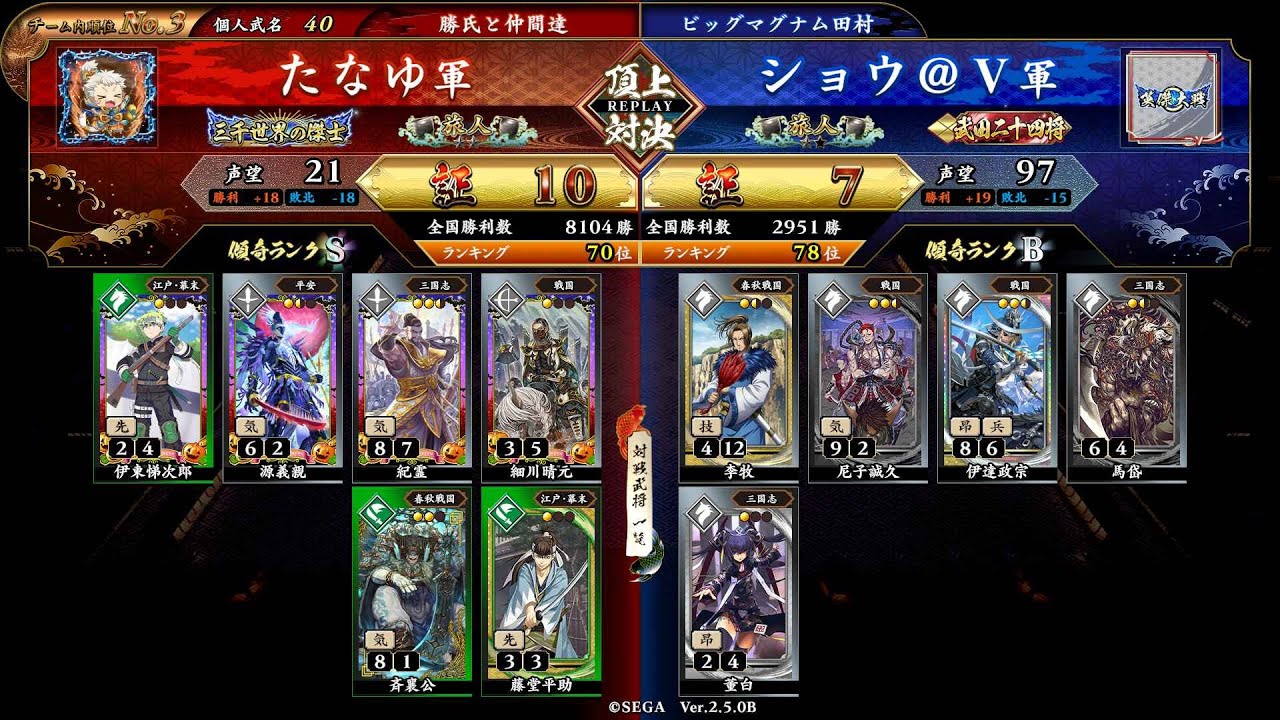 チーム内順位 No.3
個人武名 40
勝氏と仲間達
ビッグマグナム田村
たなゆ軍
頂上
REPLAY
対決
ショウ@V軍
三千世界の傑士
旅人
旅人
武田二十四将
英傑大戦
声望 21
勝利 +18 敗北 -18
証 10
証 7
声望 97
勝利 +19 敗北 -15
全国勝利数 8104勝
全国勝利数 2951勝
ランキング 70位
ランキング 78位
傾奇ランク S
傾奇ランク B
江戸・幕末
先
2 4
伊東悌次郎
平安
気
6 2
源義親
三国志
気
8 7
紀霊
戦国
3 5
細川晴元
春秋戦国
技
4 12
李牧
戦国
気
9 2
尼子誠久
戦国
昂 兵
8 6
伊達政宗
三国志
6 4
馬岱
対戦武将一覧
春秋戦国
気
8 1
斉襄公
江戸・幕末
先
3 3
藤堂平助
三国志
昂
2 4
董白
©SEGA Ver.2.5.0B